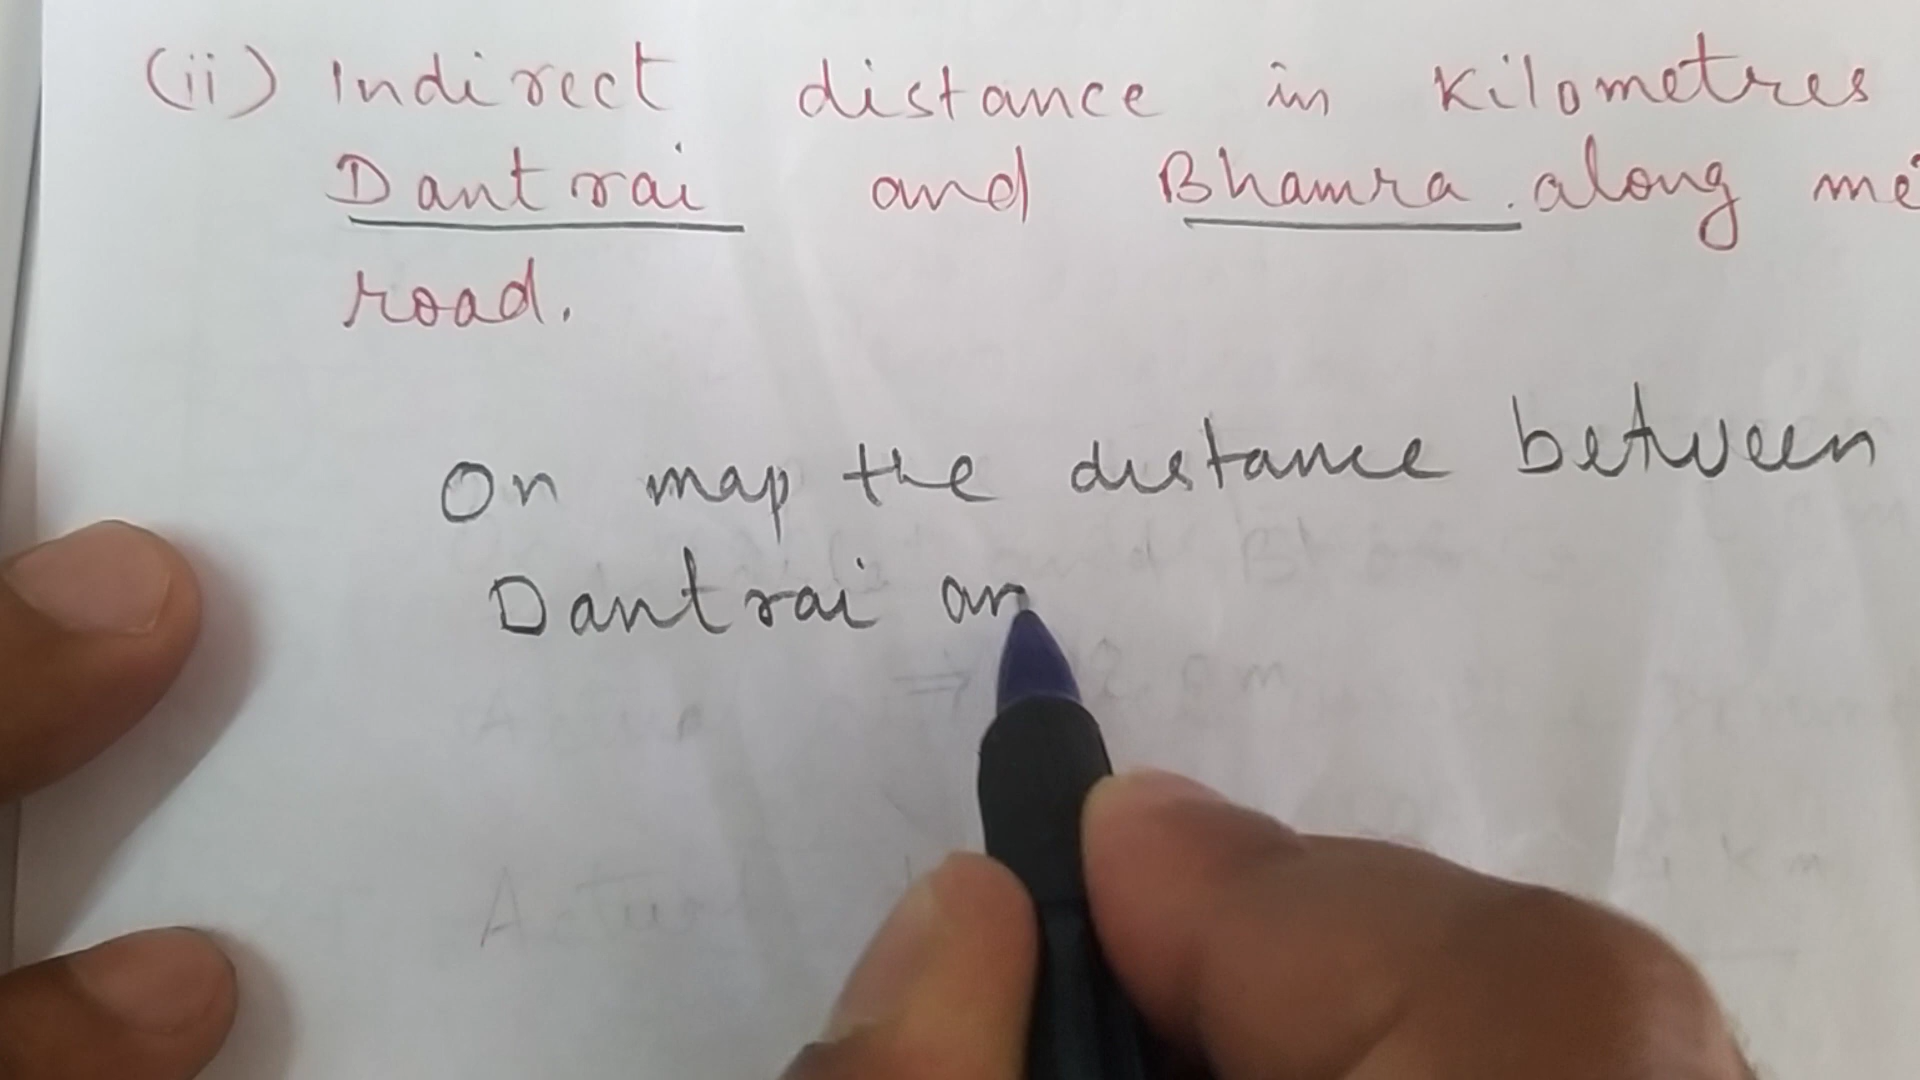 (ii) Indirect distance in Kilometres
Dantrai and Bhamra. along me
road.
On map the distance between
Dantrai an